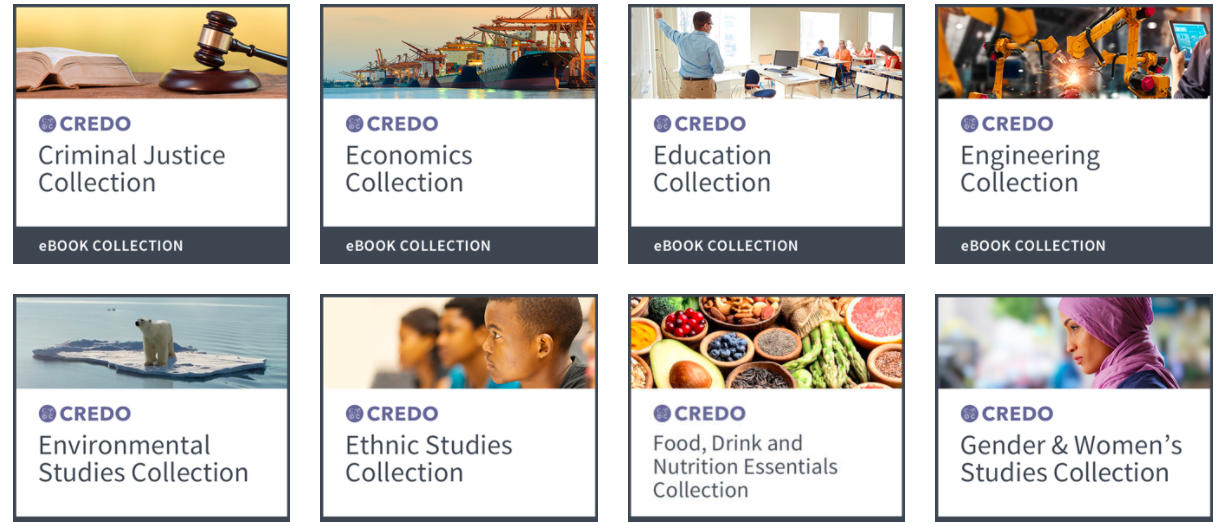 CREDO
Criminal Justice
Collection
eBOOK COLLECTION
CREDO
Economics
Collection
eBOOK COLLECTION
CREDO
Education
Collection
eBOOK COLLECTION
CREDO
Engineering
Collection
eBOOK COLLECTION
CREDO
Environmental
Studies Collection
CREDO
Ethnic Studies
Collection
CREDO
Food, Drink and
Nutrition Essentials
Collection
CREDO
Gender & Women’s
Studies Collection